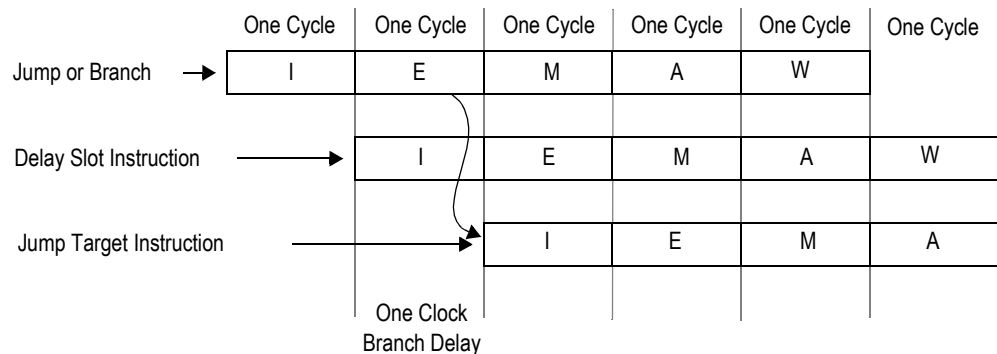 One Cycle One Cycle One Cycle One Cycle One Cycle One Cycle
Jump or Branch I E M A W
Delay Slot Instruction I E M A W
Jump Target Instruction I E M A
One Clock
Branch Delay